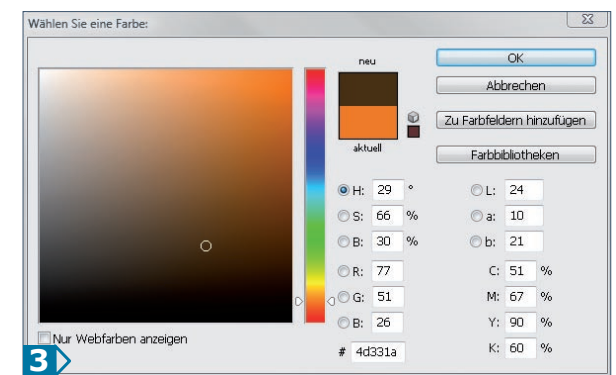 Wählen Sie eine Farbe:
neu
aktuell
OK
Abbrechen
Zu Farbfeldern hinzufügen
Farbbibliotheken
H: 29 ° L: 24
S: 66 % a: 10
B: 30 % b: 21
R: 77 C: 51 %
G: 51 M: 67 %
B: 26 Y: 90 %
# 4d331a K: 60 %
Nur Webfarben anzeigen
3